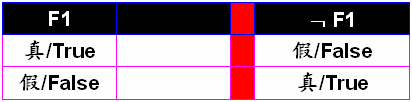 F1 ¬ F1
真/True 假/False
假/False 真/True